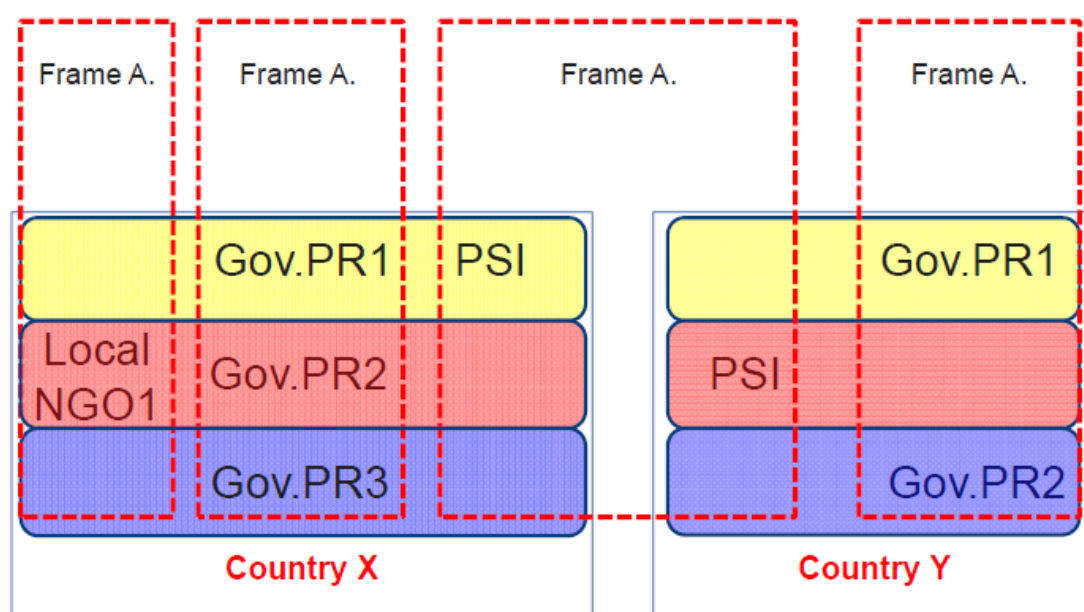 Frame A. Frame A. Frame A. Frame A.
Gov.PR1 PSI Gov.PR1
Local
NGO1 Gov.PR2 PSI
Gov.PR3 Gov.PR2
Country X Country Y